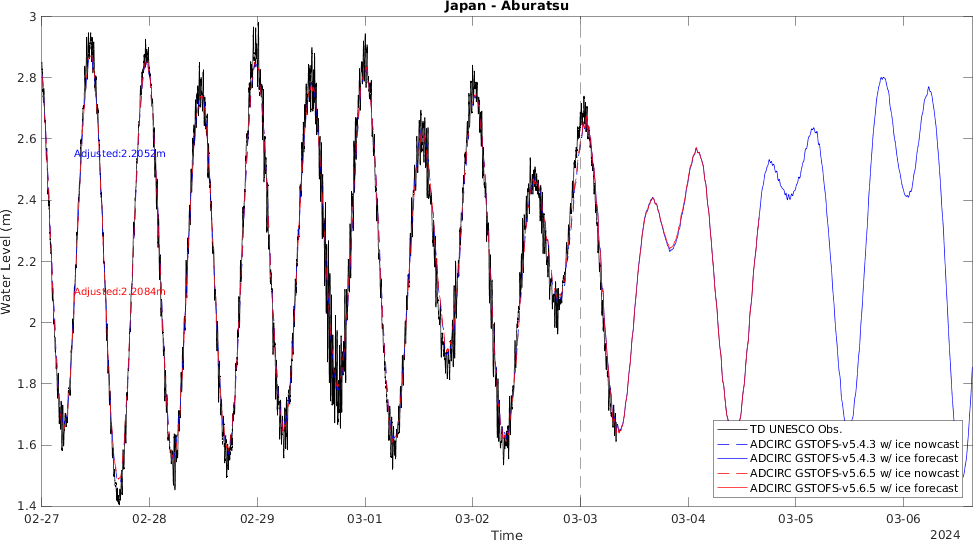 Japan - Aburatsu
3
2.8
2.6
2.4
2.2
2
1.8
1.6
1.4
Water Level (m)
Adjusted:2.2052m
Adjusted:2.2084m
TD UNESCO Obs.
ADCIRC GSTOFS-v5.4.3 w/ ice nowcast
ADCIRC GSTOFS-v5.4.3 w/ ice forecast
ADCIRC GSTOFS-v5.6.5 w/ ice nowcast
ADCIRC GSTOFS-v5.6.5 w/ ice forecast
02-27 02-28 02-29 03-01 03-02 03-03 03-04 03-05 03-06
Time
2024